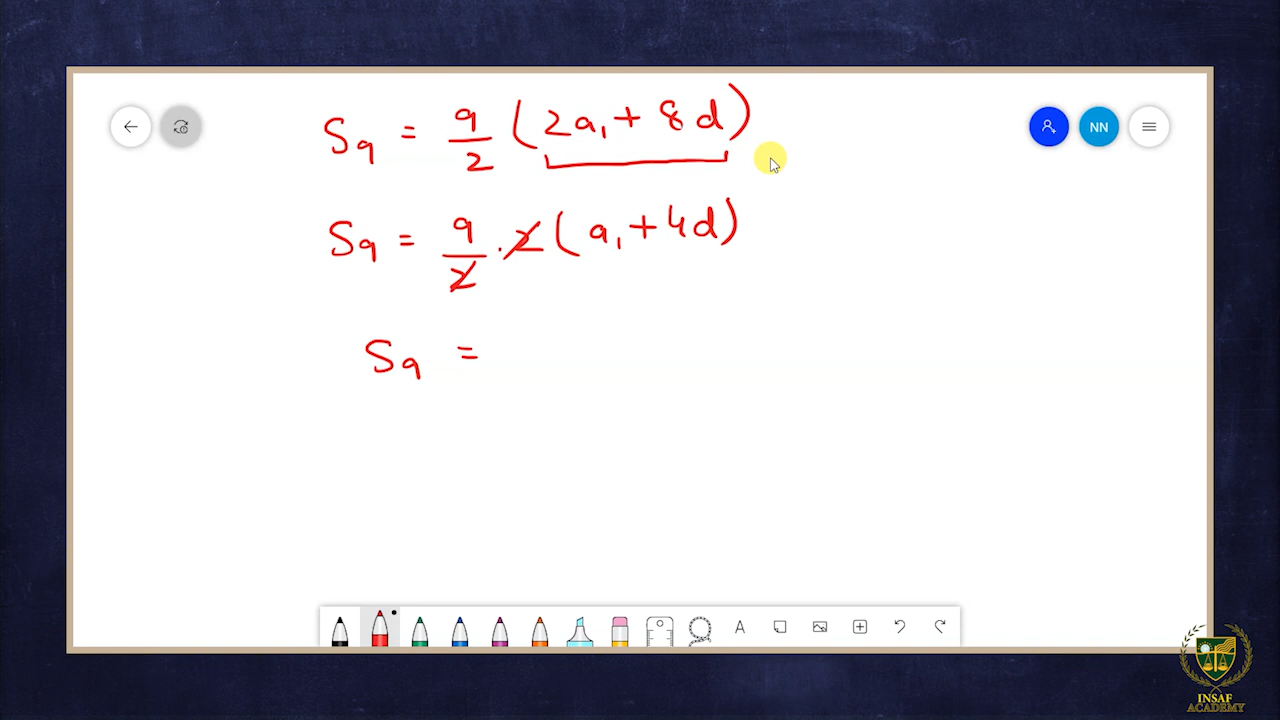 S₉ = 9/2 (2a₁ + 8d)
NN
S₉ = 9/2 · 2 (a₁ + 4d)
S₉ =
A
INSAF
ACADEMY